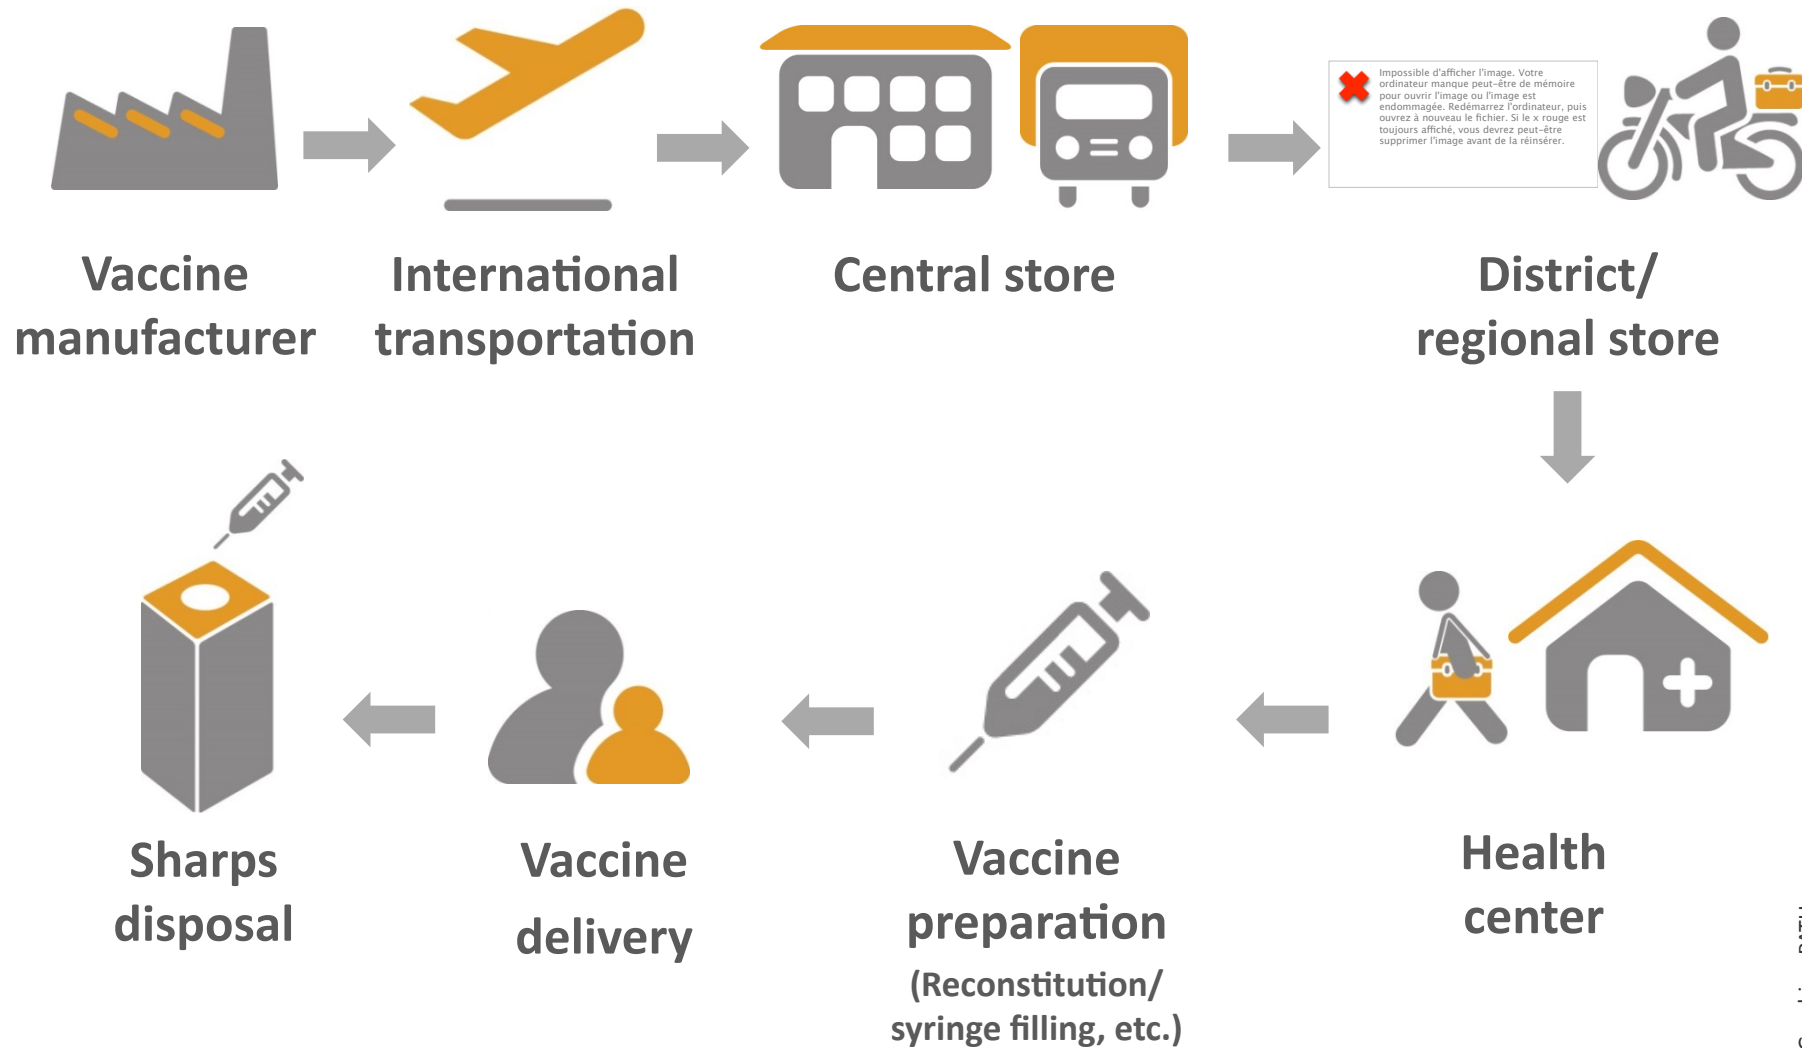 Impossible d'afficher l'image. Votre
ordinateur manque peut-être de mémoire
pour ouvrir l'image ou l'image est
endommagée. Redémarrez l'ordinateur, puis
ouvrez à nouveau le fichier. Si le x rouge est
toujours affiché, vous devrez peut-être
supprimer l'image avant de la réinsérer.
Vaccine
manufacturer
International
transportation
Central store
District/
regional store
Sharps
disposal
Vaccine
delivery
Vaccine
preparation
(Reconstitution/
syringe filling, etc.)
Health
center